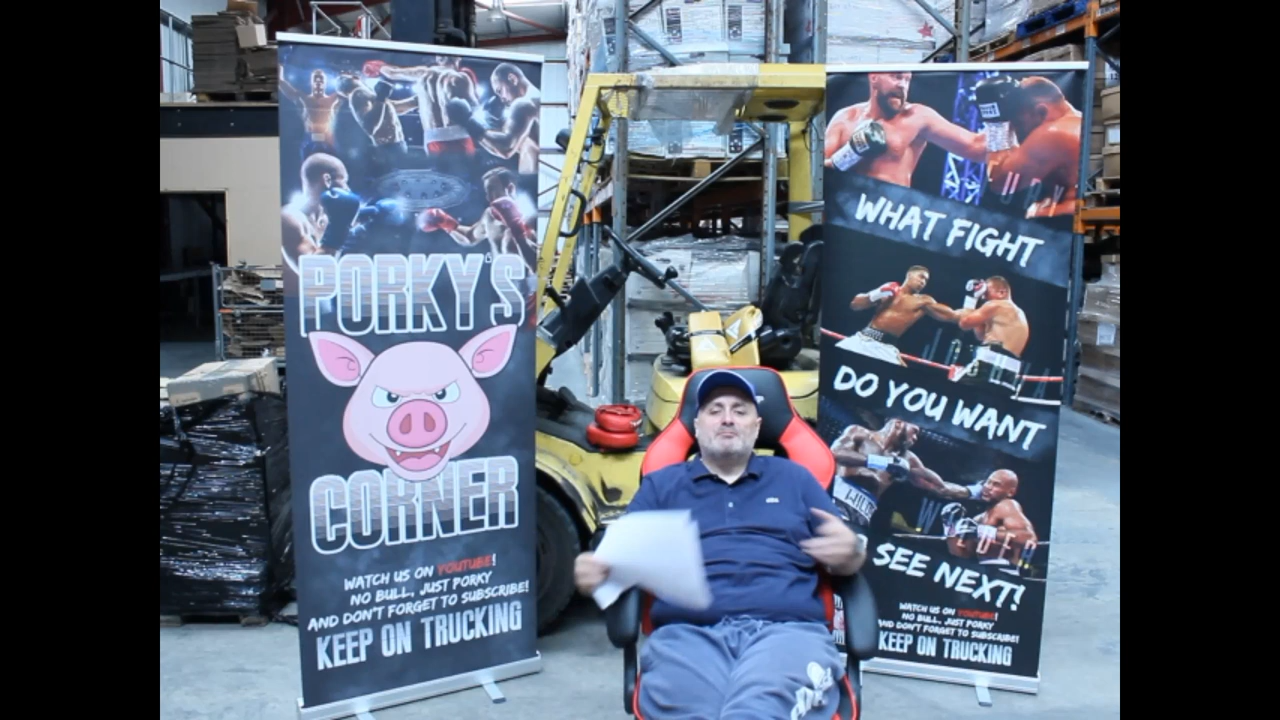 PORKY'S
CORNER
WATCH US ON YOUTUBE!
NO BULL, JUST PORKY
AND DON'T FORGET TO SUBSCRIBE!
KEEP ON TRUCKING
WHAT FIGHT
DO YOU WANT
SEE NEXT!
WATCH US ON YOUTUBE!
NO BULL, JUST PORKY
AND DON'T FORGET TO SUBSCRIBE!
KEEP ON TRUCKING